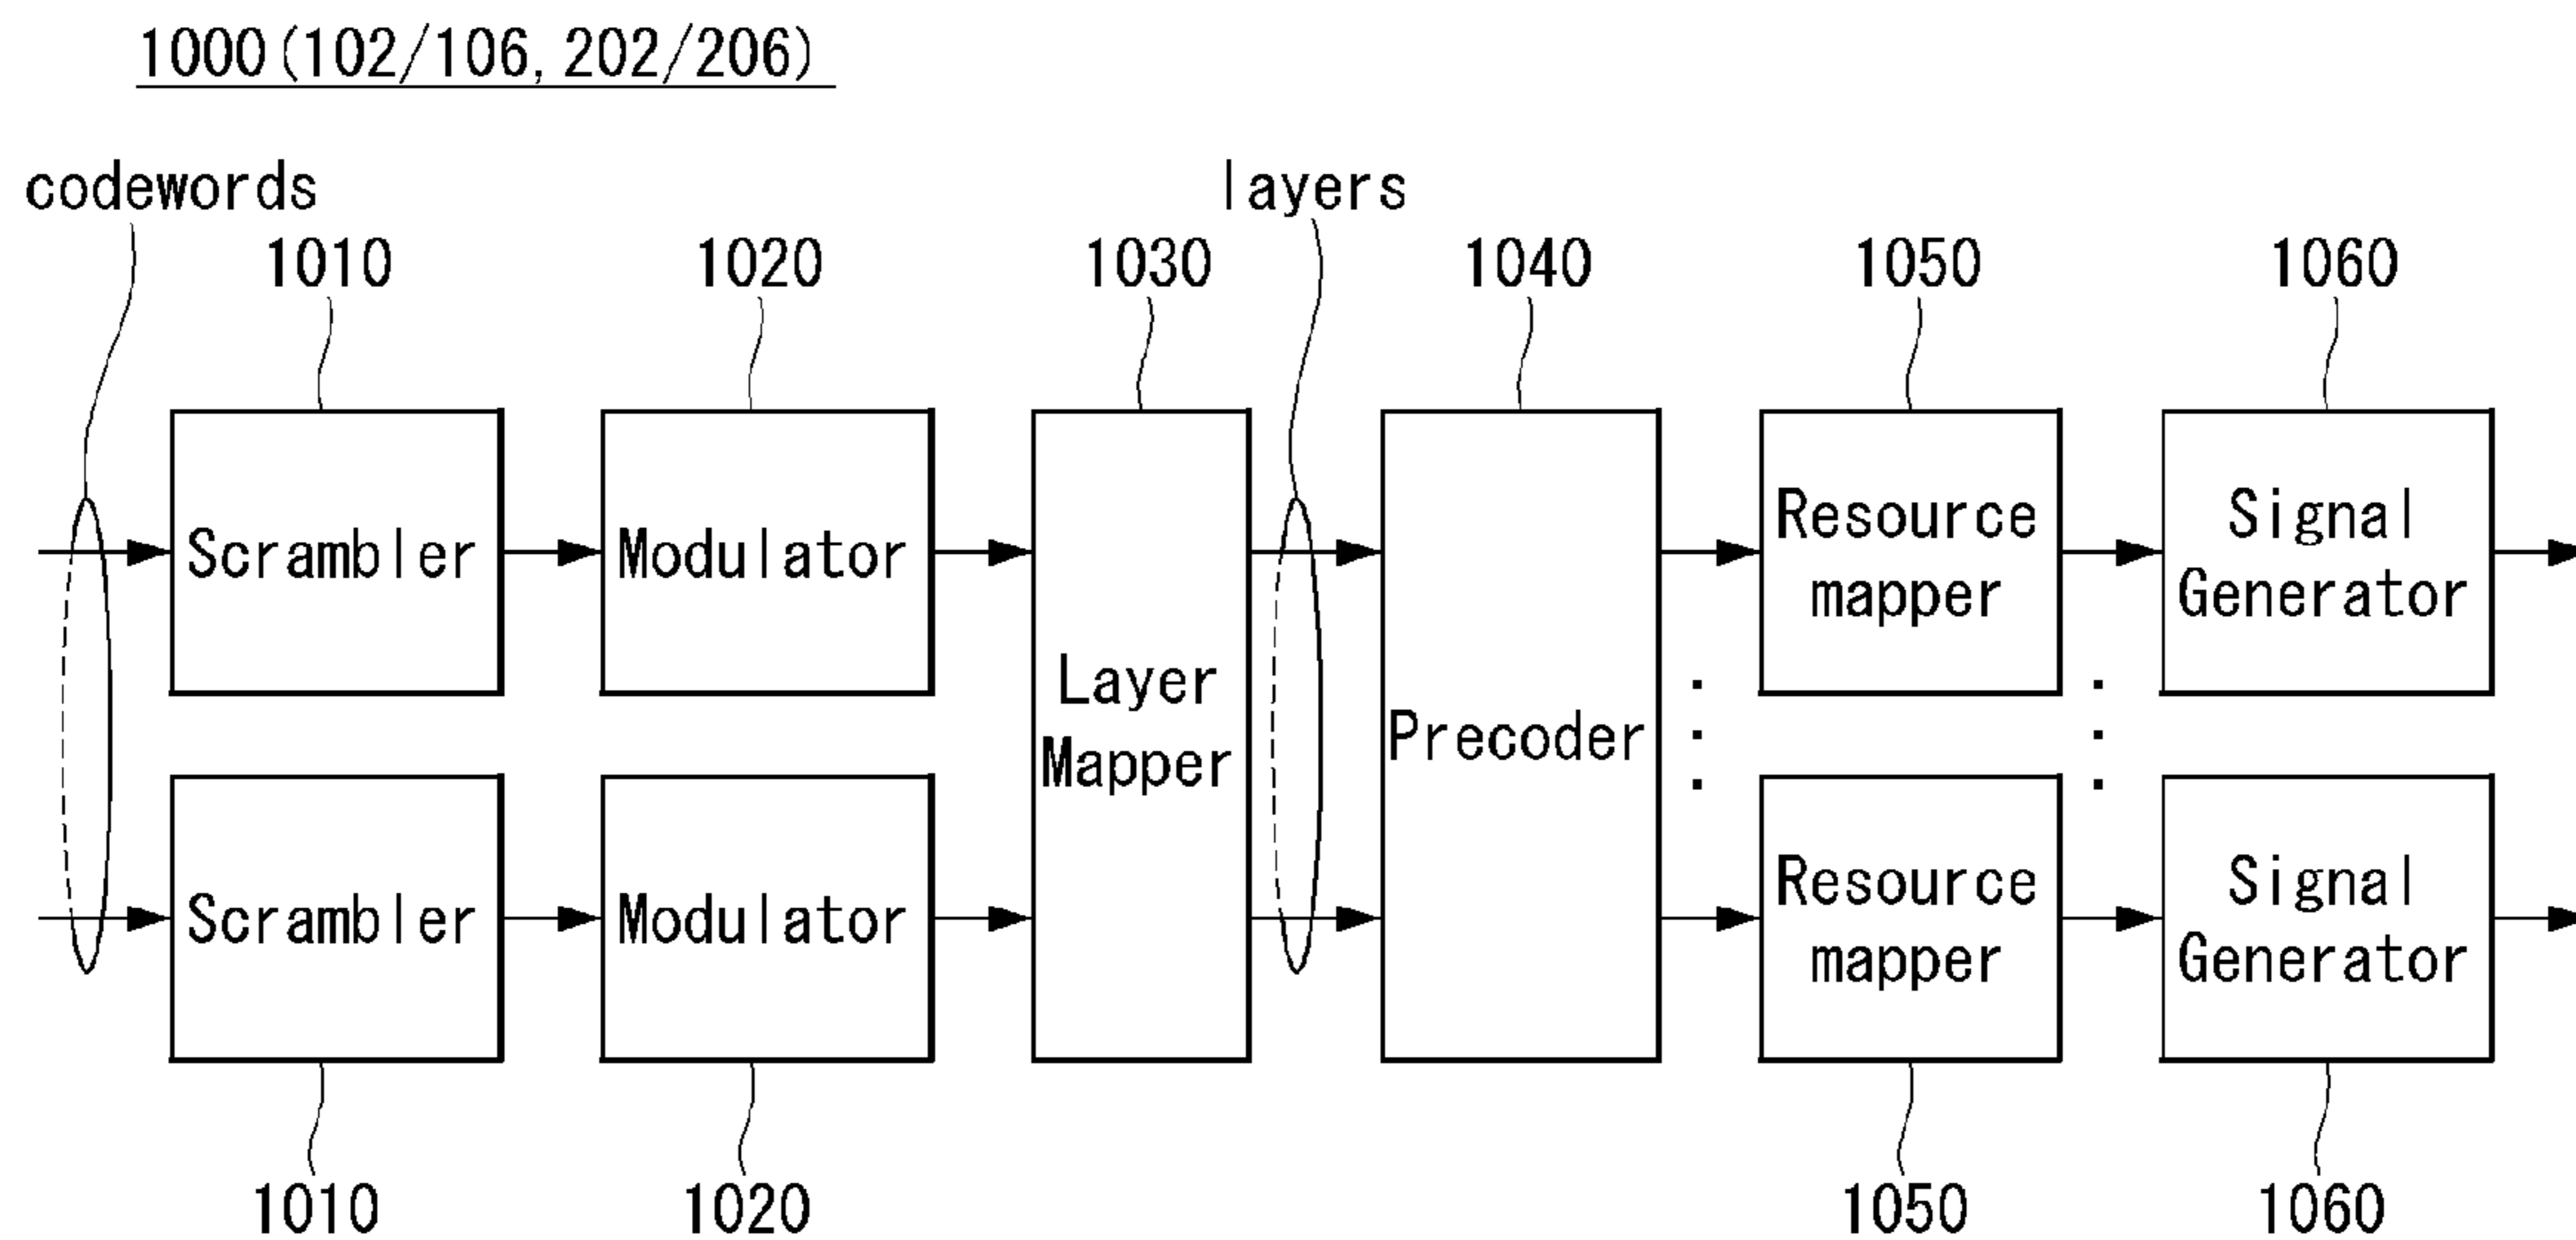 1000(102/106, 202/206)
codewords
layers
1010
1020
1030
1040
1050
1060
Scrambler
Modulator
Layer
Mapper
Precoder
Resource
mapper
Signal
Generator
Scrambler
Modulator
Resource
mapper
Signal
Generator
1010
1020
1050
1060